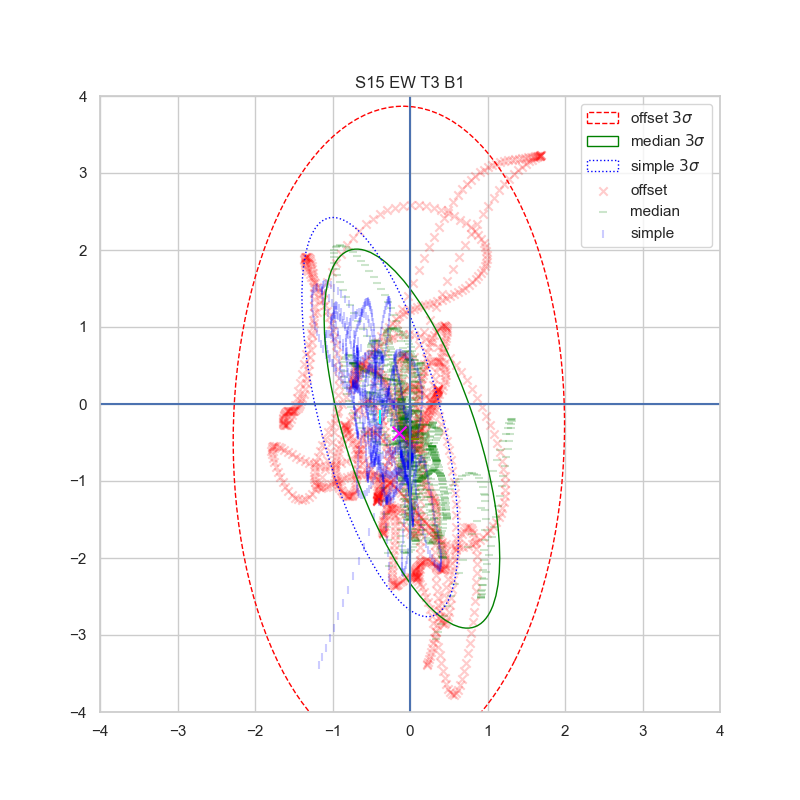 S15 EW T3 B1
offset 3σ
median 3σ
simple 3σ
offset
median
simple
4
3
2
1
0
−1
−2
−3
−4
−4 −3 −2 −1 0 1 2 3 4